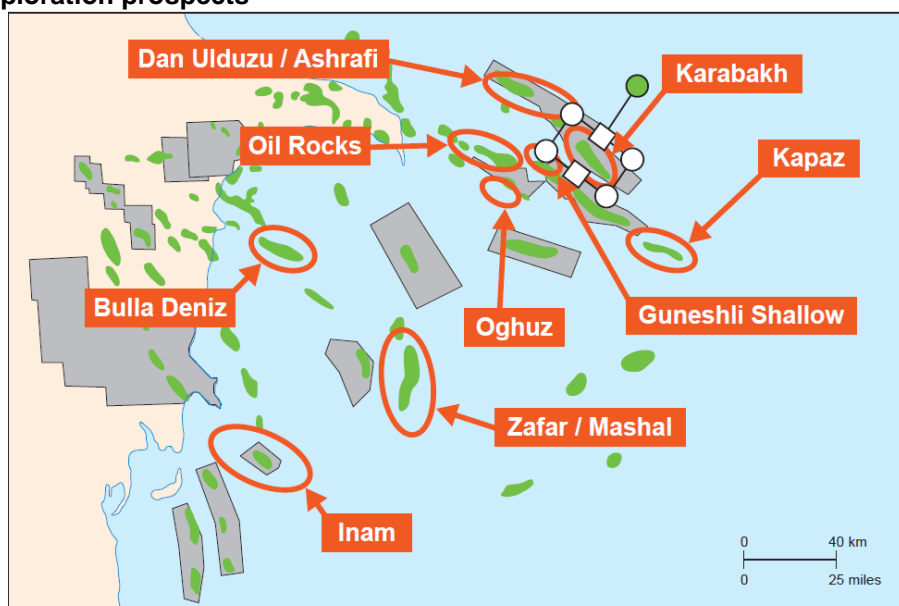 ploration prospects
Dan Ulduzu / Ashrafi
Karabakh
Oil Rocks
Kapaz
Bulla Deniz
Oghuz
Guneshli Shallow
Zafar / Mashal
Inam
0 40 km
0 25 miles